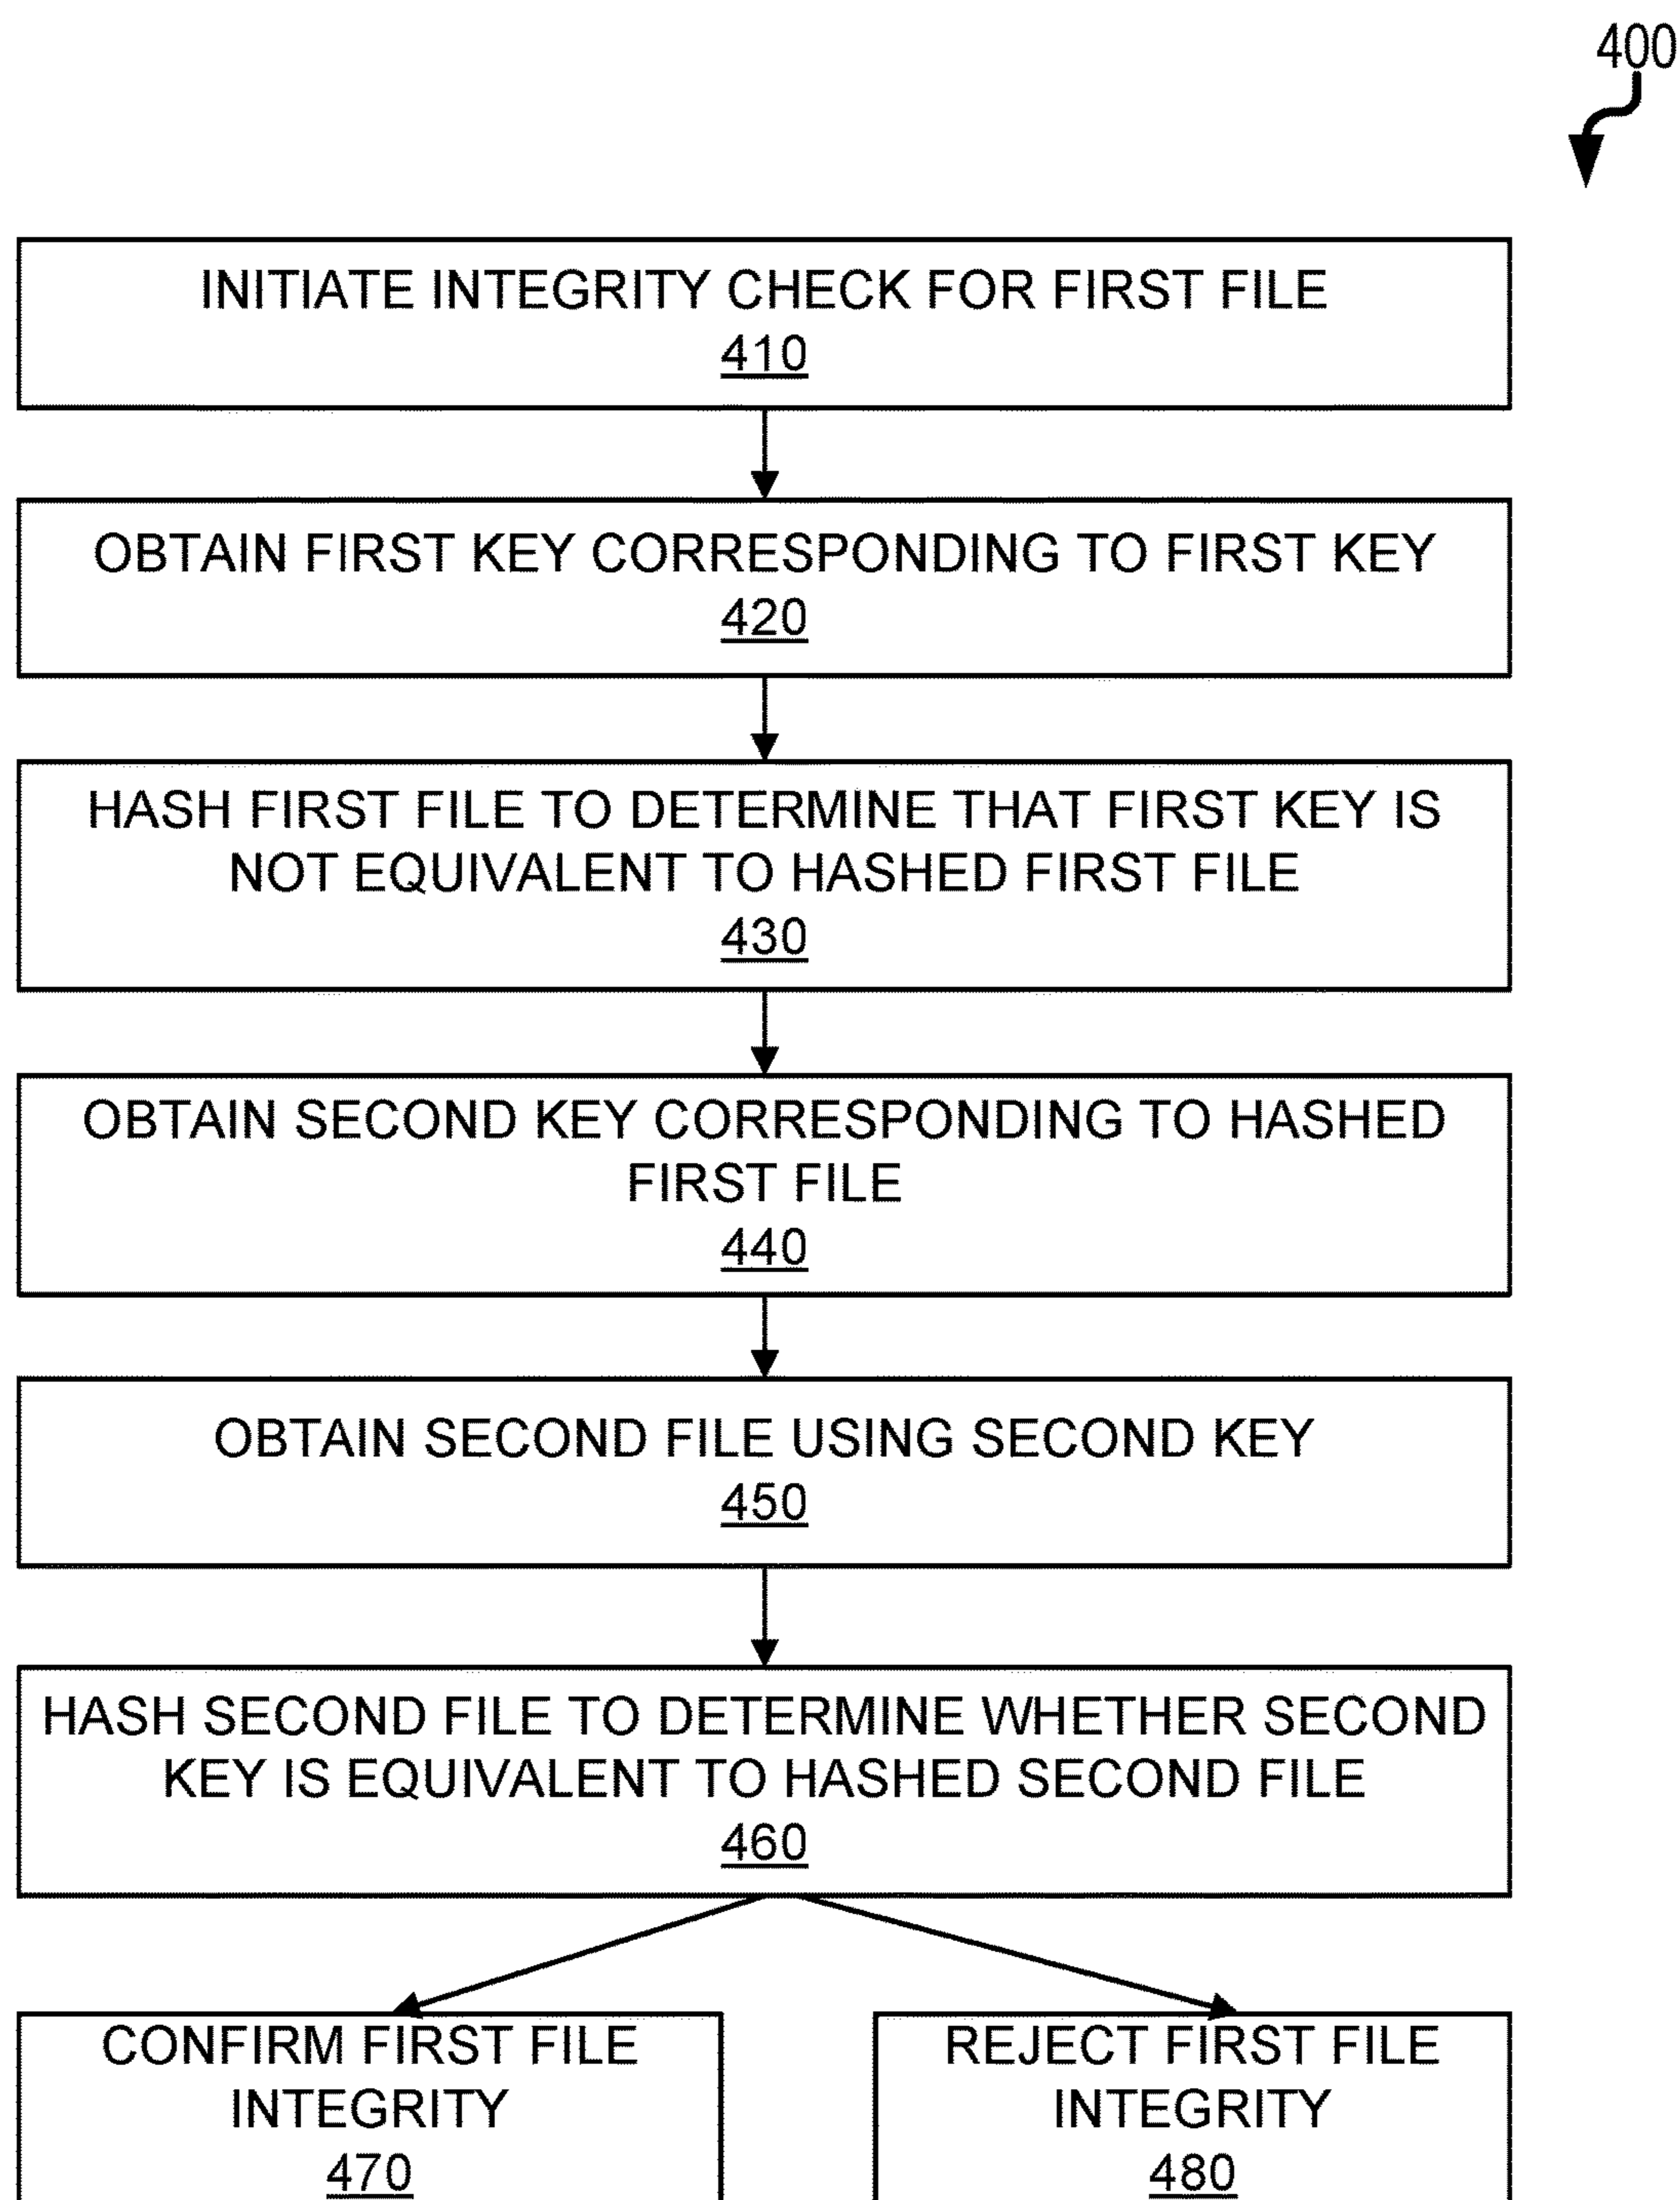 400
INITIATE INTEGRITY CHECK FOR FIRST FILE
410
OBTAIN FIRST KEY CORRESPONDING TO FIRST KEY
420
HASH FIRST FILE TO DETERMINE THAT FIRST KEY IS
NOT EQUIVALENT TO HASHED FIRST FILE
430
OBTAIN SECOND KEY CORRESPONDING TO HASHED
FIRST FILE
440
OBTAIN SECOND FILE USING SECOND KEY
450
HASH SECOND FILE TO DETERMINE WHETHER SECOND
KEY IS EQUIVALENT TO HASHED SECOND FILE
460
CONFIRM FIRST FILE
INTEGRITY
470
REJECT FIRST FILE
INTEGRITY
480